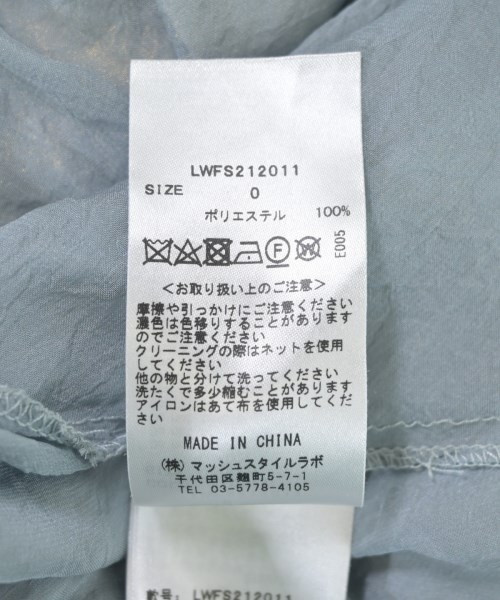 LWFS212011
SIZE 0
ポリエステル 100%
F W
E005
<お取り扱い上のご注意>
摩擦や引っかけにご注意ください
濃色は色移りすることがあります
のでご注意ください
クリーニングの際はネットを使用
してください
他の物と分けて洗ってください
洗たくで多少縮むことがあります
アイロンはあて布を使用してくだ
さい
MADE IN CHINA
(株) マッシュスタイルラボ
千代田区麹町5-7-1
TEL 03-5778-4105
款号: LWFS212011